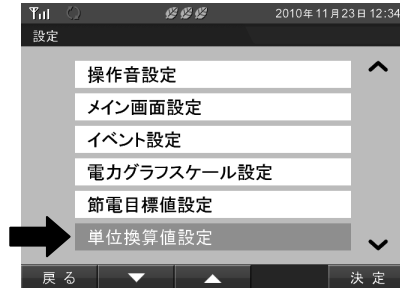 2010年11月23日 12:34
設定
操作音設定
メイン画面設定
イベント設定
電力グラフスケール設定
節電目標値設定
単位換算値設定
戻る
決定